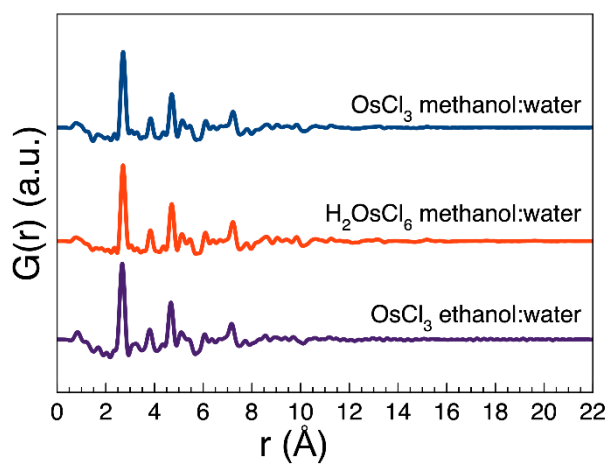 G(r) (a.u.)
OsCl₃ methanol:water
H₂OsCl₆ methanol:water
OsCl₃ ethanol:water
0 2 4 6 8 10 12 14 16 18 20 22
r (Å)